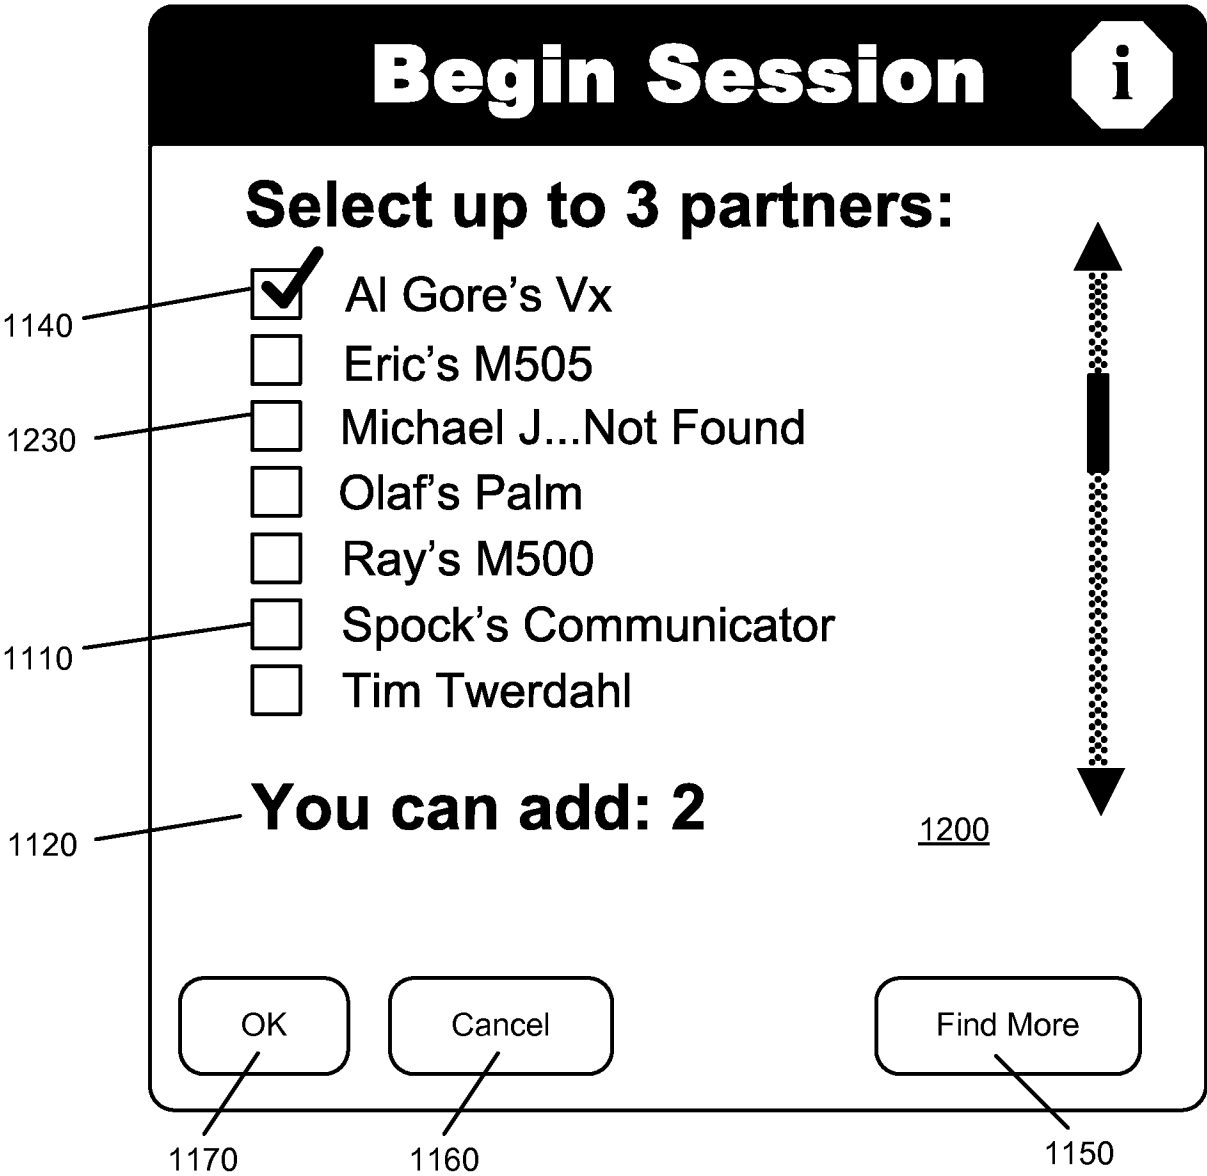 Begin Session i
Select up to 3 partners:
1140 Al Gore’s Vx
Eric’s M505
1230 Michael J...Not Found
Olaf’s Palm
Ray’s M500
1110 Spock’s Communicator
Tim Twerdahl
1120 You can add: 2
1200
OK Cancel Find More
1170 1160 1150